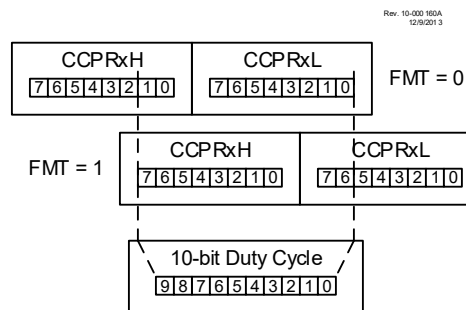 Rev. 10-000 160A
12/9/201 3
CCPRxH CCPRxL
7 6 5 4 3 2 1 0 7 6 5 4 3 2 1 0 FMT = 0
CCPRxH CCPRxL
FMT = 1 7 6 5 4 3 2 1 0 7 6 5 4 3 2 1 0
10-bit Duty Cycle
9 8 7 6 5 4 3 2 1 0